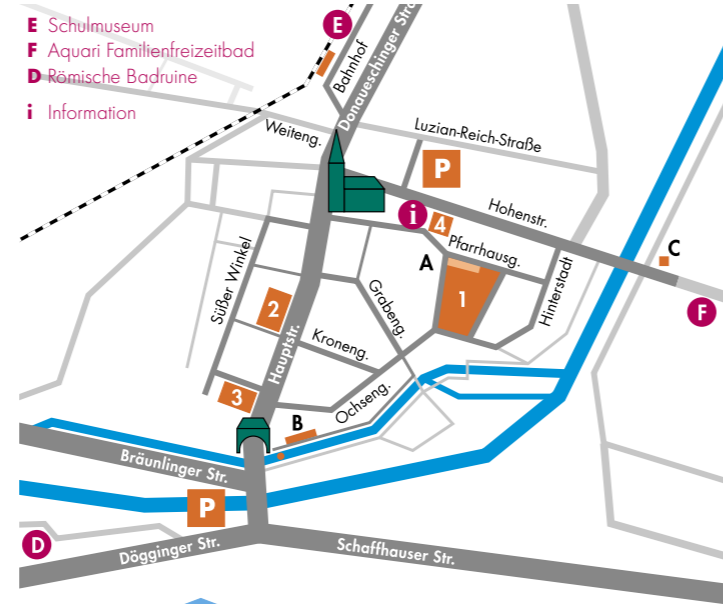 E Schulmuseum
F Aquari Familienfreizeitbad
D Römische Badruine
i Information
E
Bahnhof
Donaueschinger Stra
Weiteng.
Luzian-Reich-Straße
P
Hohenstr.
i
4
Pfarrhausg.
C
A
Süßer Winkel
1
Hinterstadt
F
2
Grabeng.
Hauptstr.
Kroneng.
3
Ochseng.
B
Bräunlinger Str.
P
D
Dögginger Str.
Schaffhauser Str.